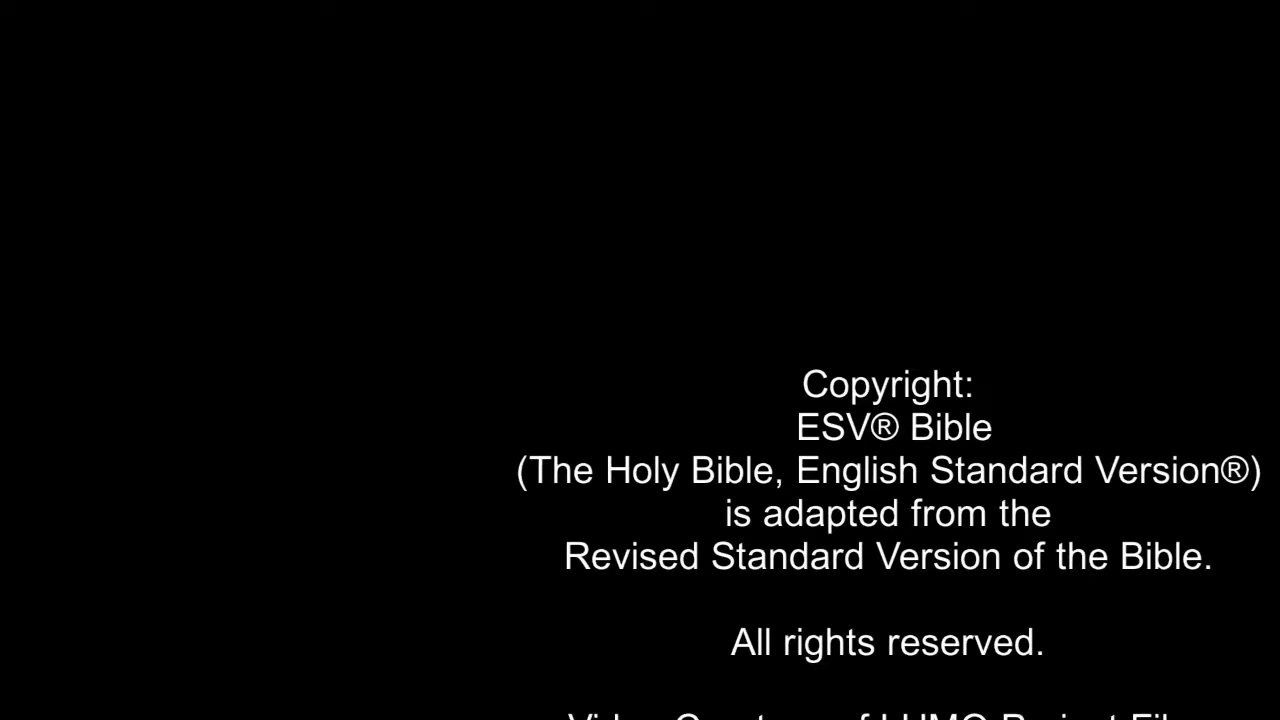 Copyright:
ESV® Bible
(The Holy Bible, English Standard Version®)
is adapted from the
Revised Standard Version of the Bible.
All rights reserved.